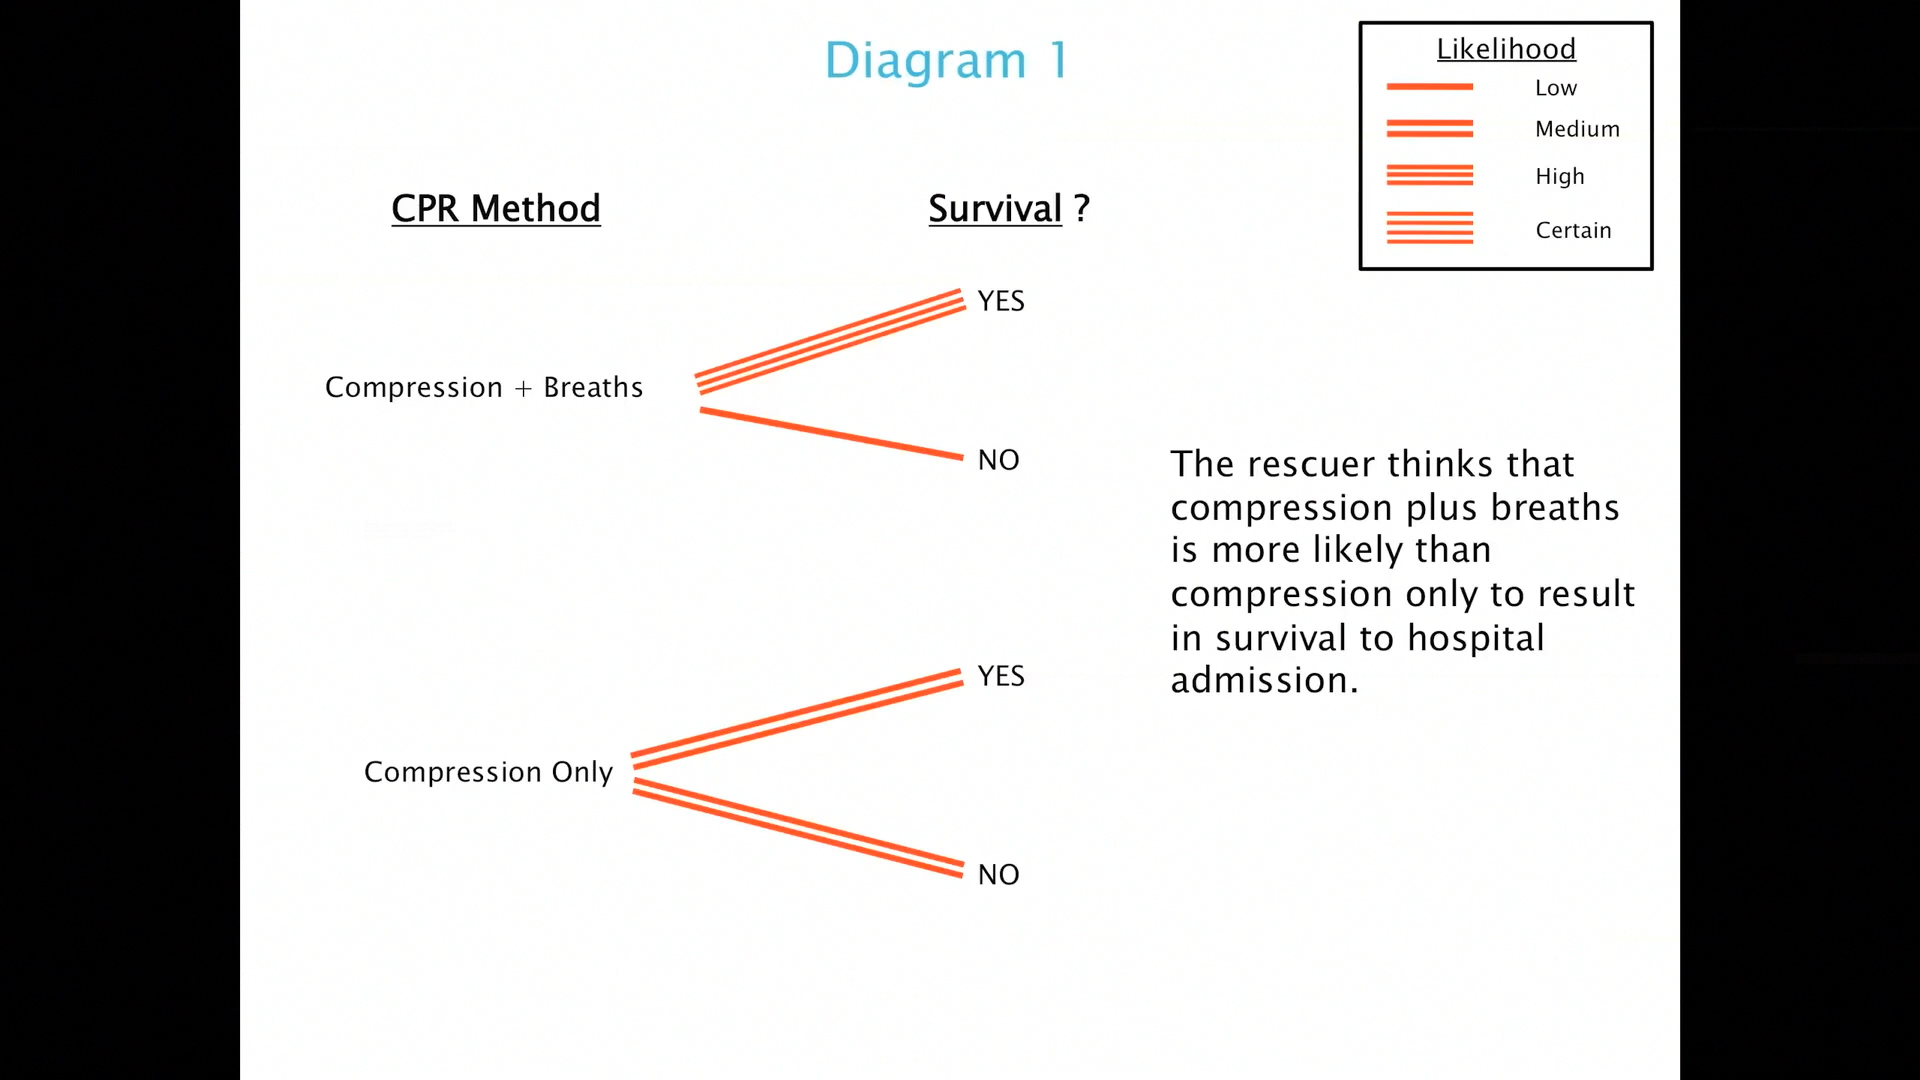 Diagram 1
Likelihood
Low
Medium
High
Certain
CPR Method
Survival ?
YES
Compression + Breaths
NO
The rescuer thinks that
compression plus breaths
is more likely than
compression only to result
in survival to hospital
admission.
YES
Compression Only
NO